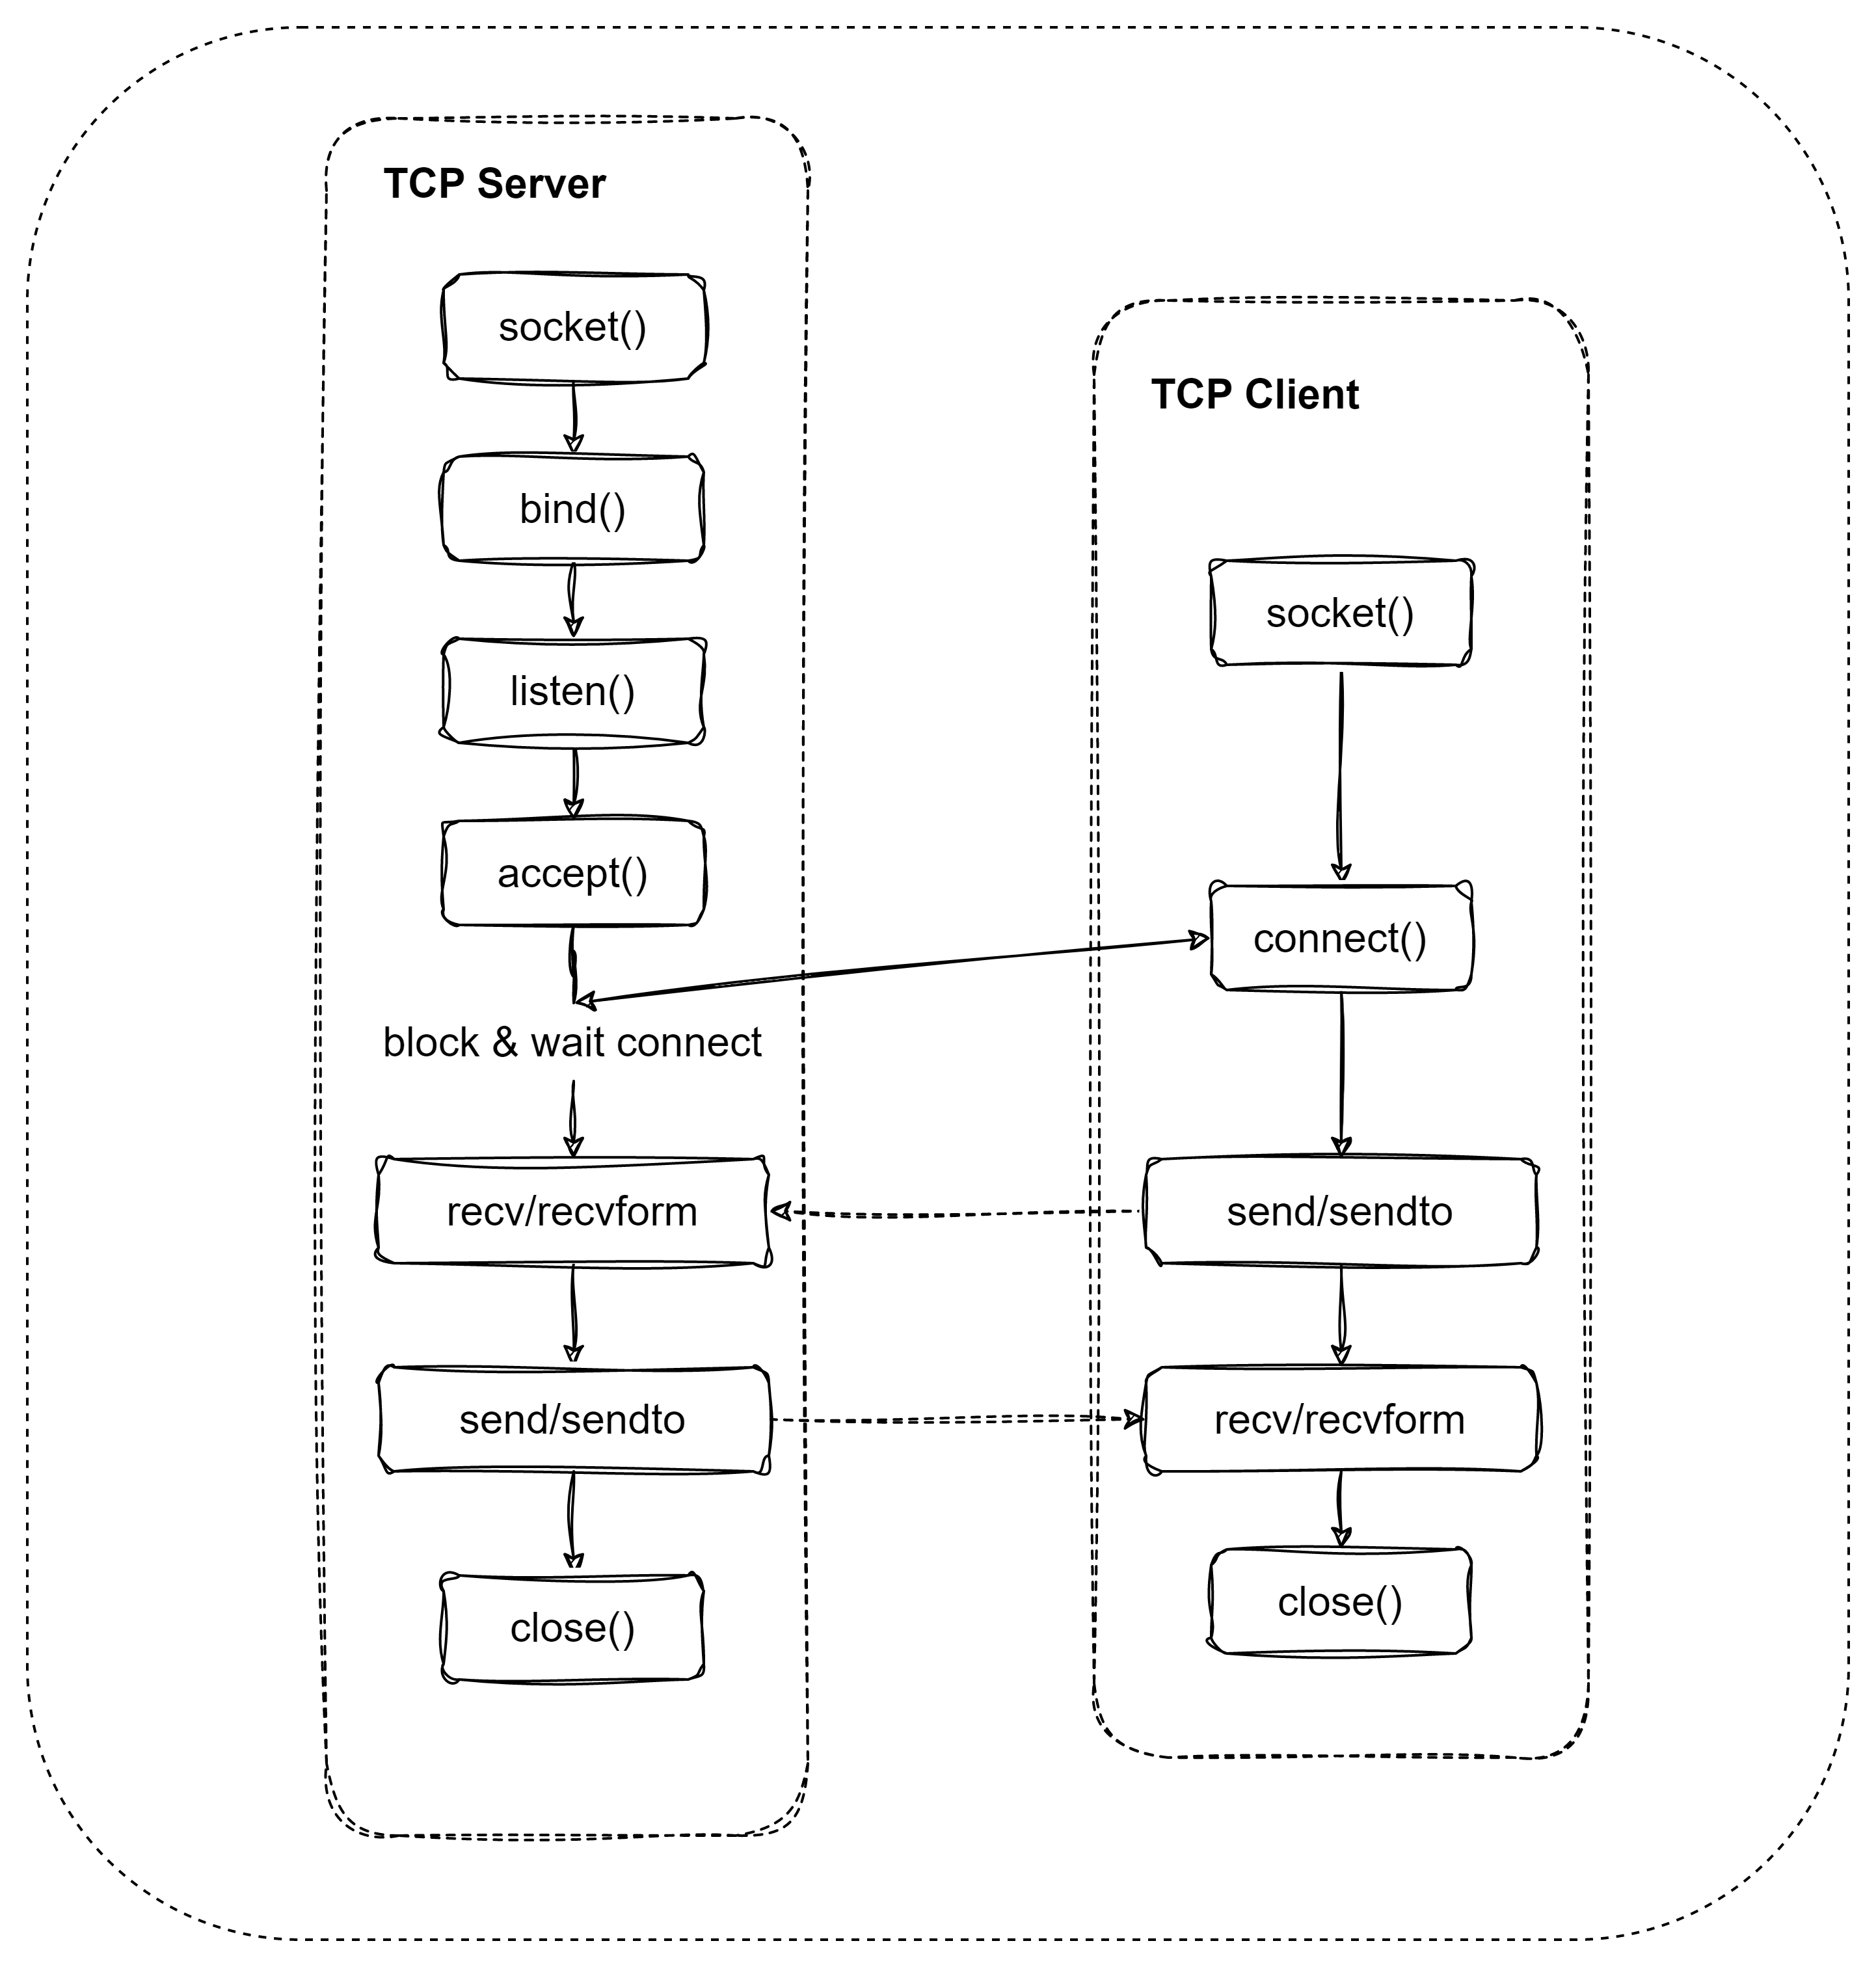 TCP Server
socket()
bind()
listen()
accept()
block & wait connect
recv/recvform
send/sendto
close()
TCP Client
socket()
connect()
send/sendto
recv/recvform
close()